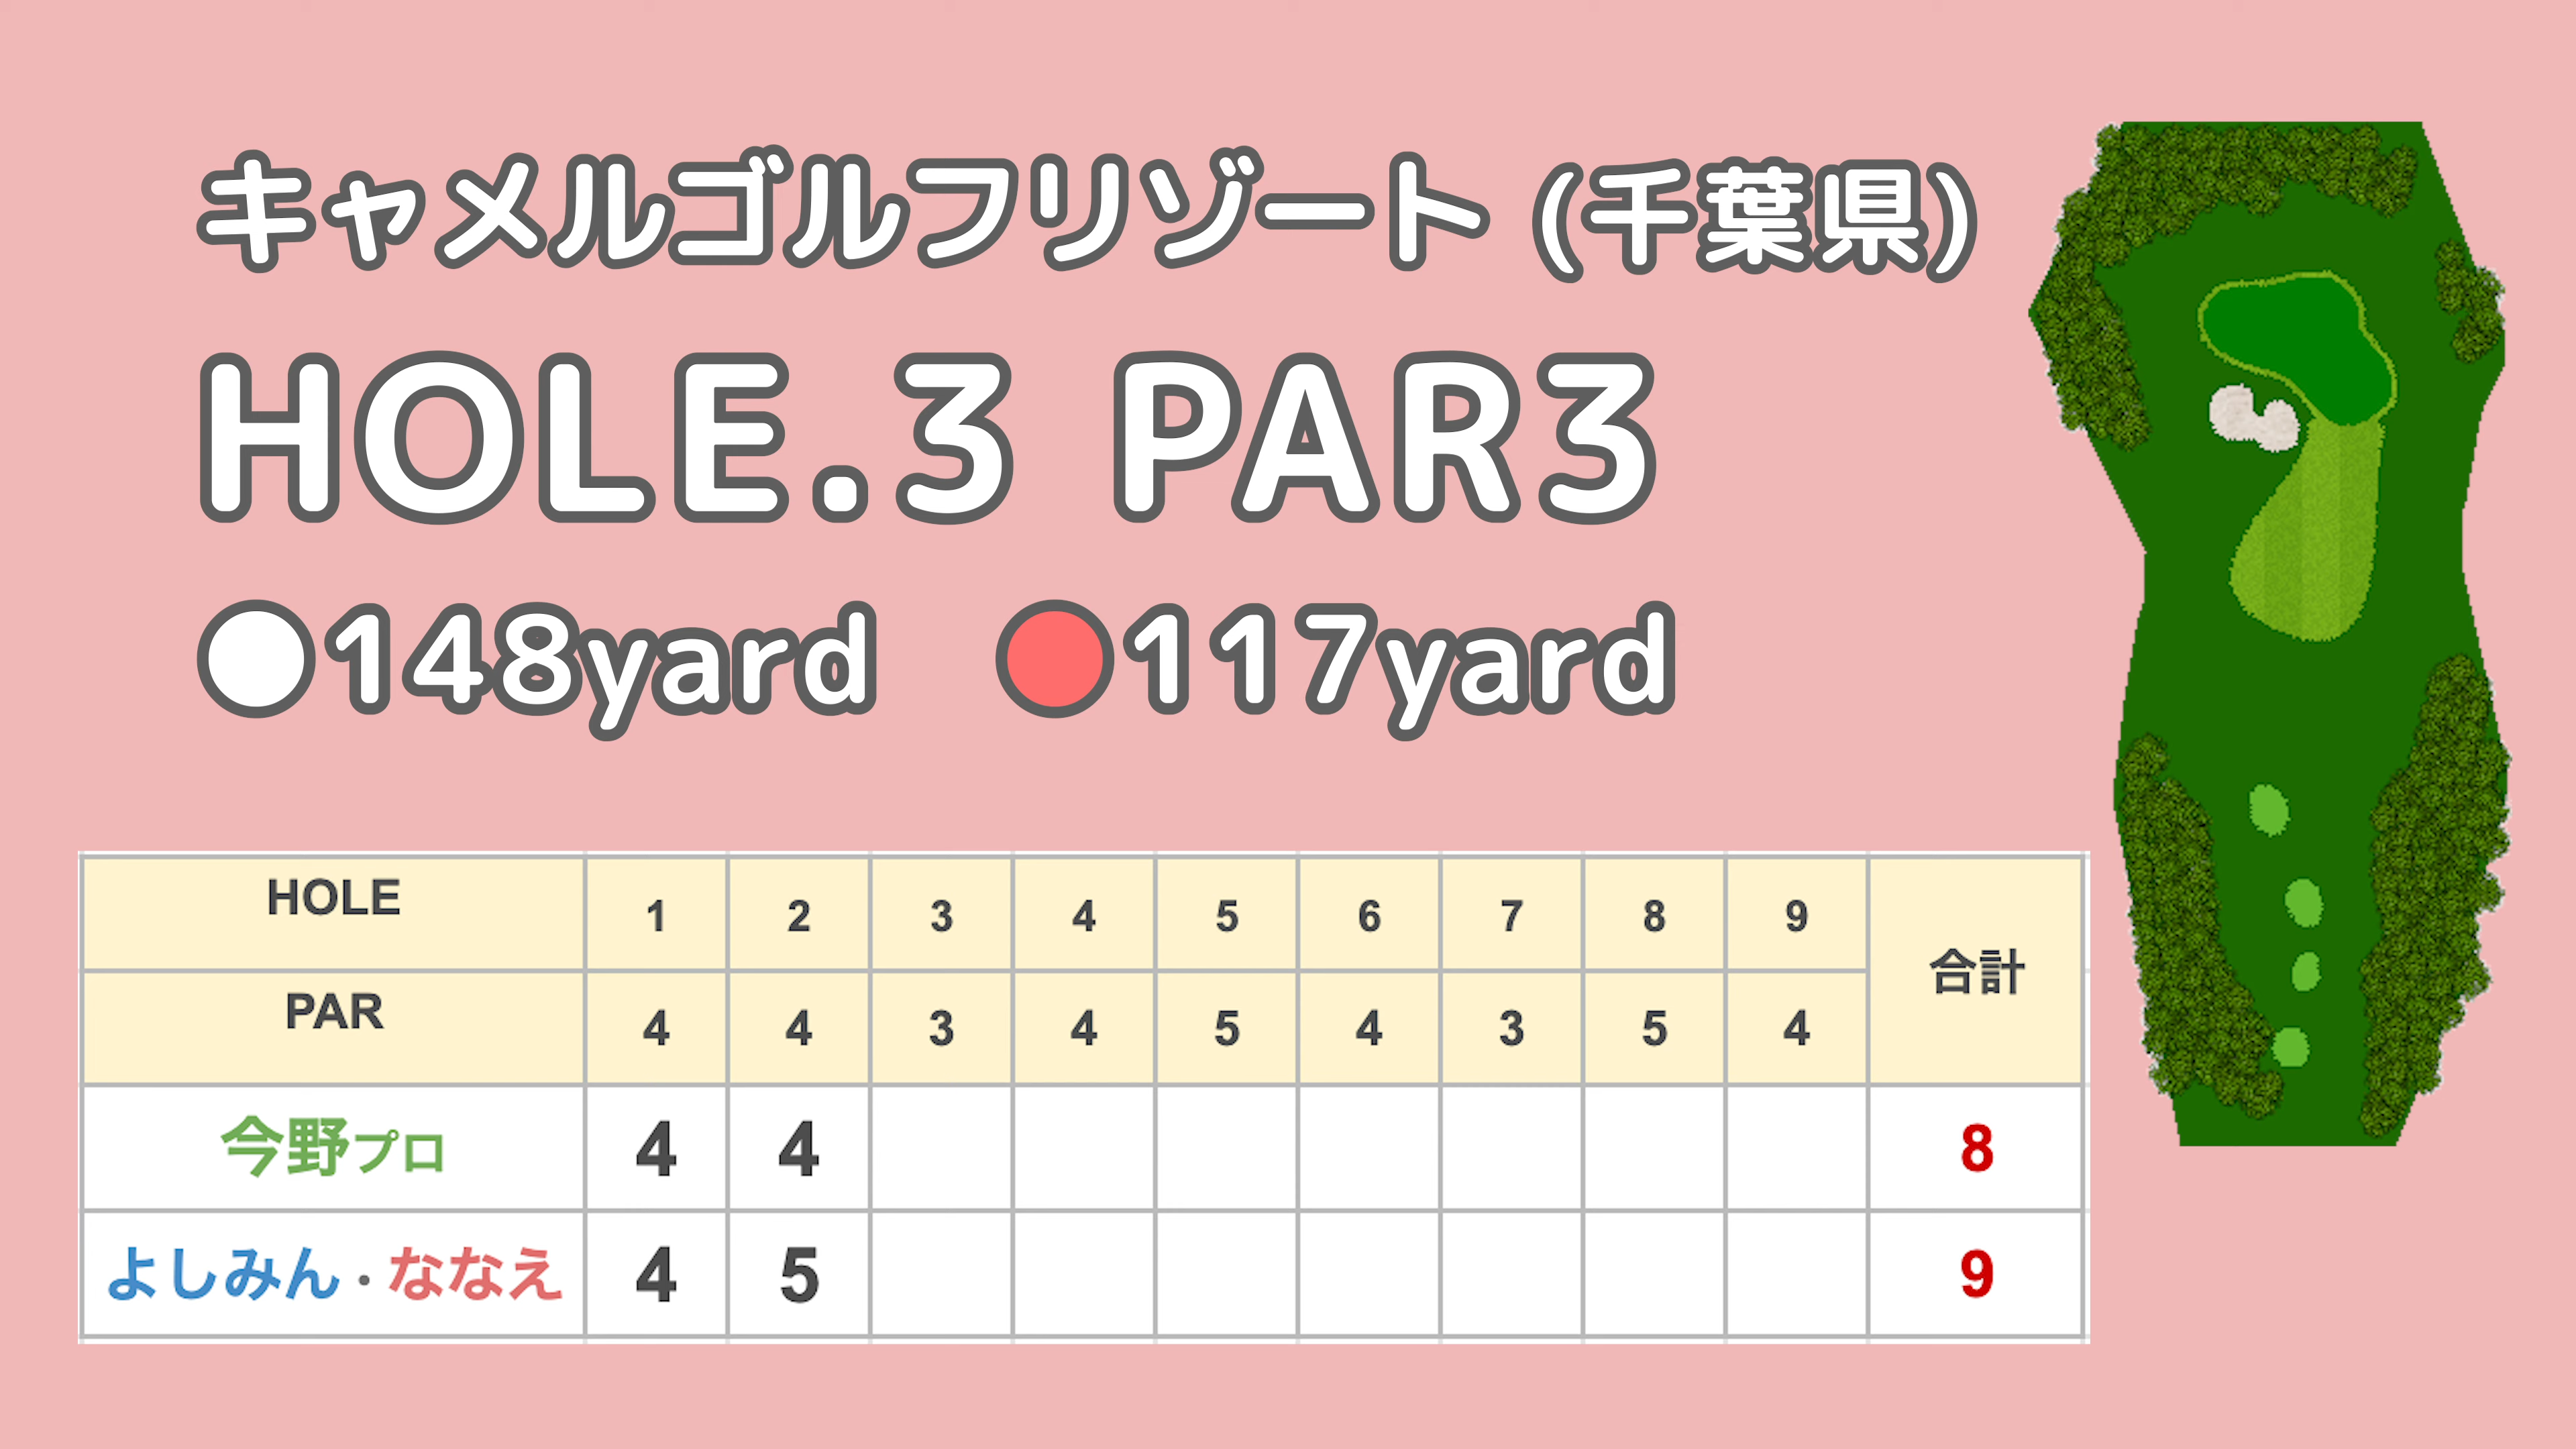 キャメルゴルフリゾート (千葉県)
HOLE.3 PAR3
●148yard ●117yard
HOLE 1 2 3 4 5 6 7 8 9 合計
PAR 4 4 3 4 5 4 3 5 4
今野プロ 4 4 8
よしみん・ななえ 4 5 9